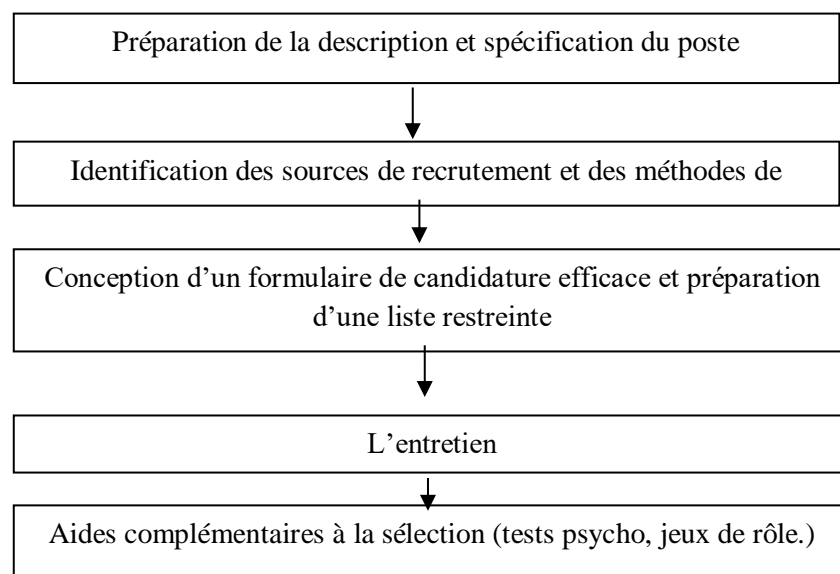 Préparation de la description et spécification du poste
Identification des sources de recrutement et des méthodes de
Conception d’un formulaire de candidature efficace et préparation
d’une liste restreinte
L’entretien
Aides complémentaires à la sélection (tests psycho, jeux de rôle.)